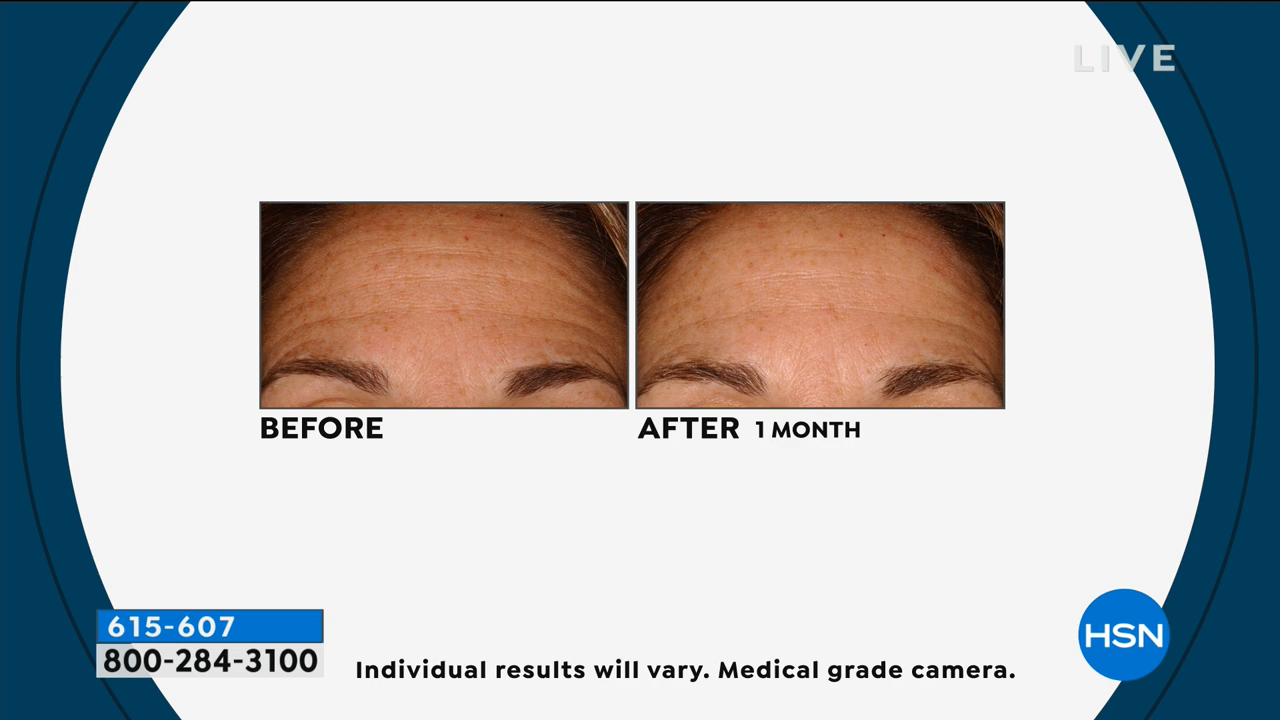 LIVE
BEFORE
AFTER 1 MONTH
615-607
800-284-3100
Individual results will vary. Medical grade camera.
HSN